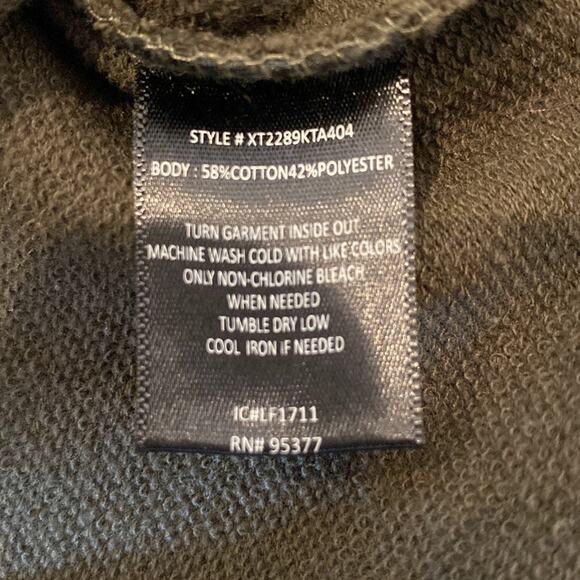 STYLE # XT2289KTA404
BODY : 58%COTTON42%POLYESTER
TURN GARMENT INSIDE OUT
MACHINE WASH COLD WITH LIKE COLORS
ONLY NON-CHLORINE BLEACH
WHEN NEEDED
TUMBLE DRY LOW
COOL IRON IF NEEDED
IC#LF1711
RN# 95377